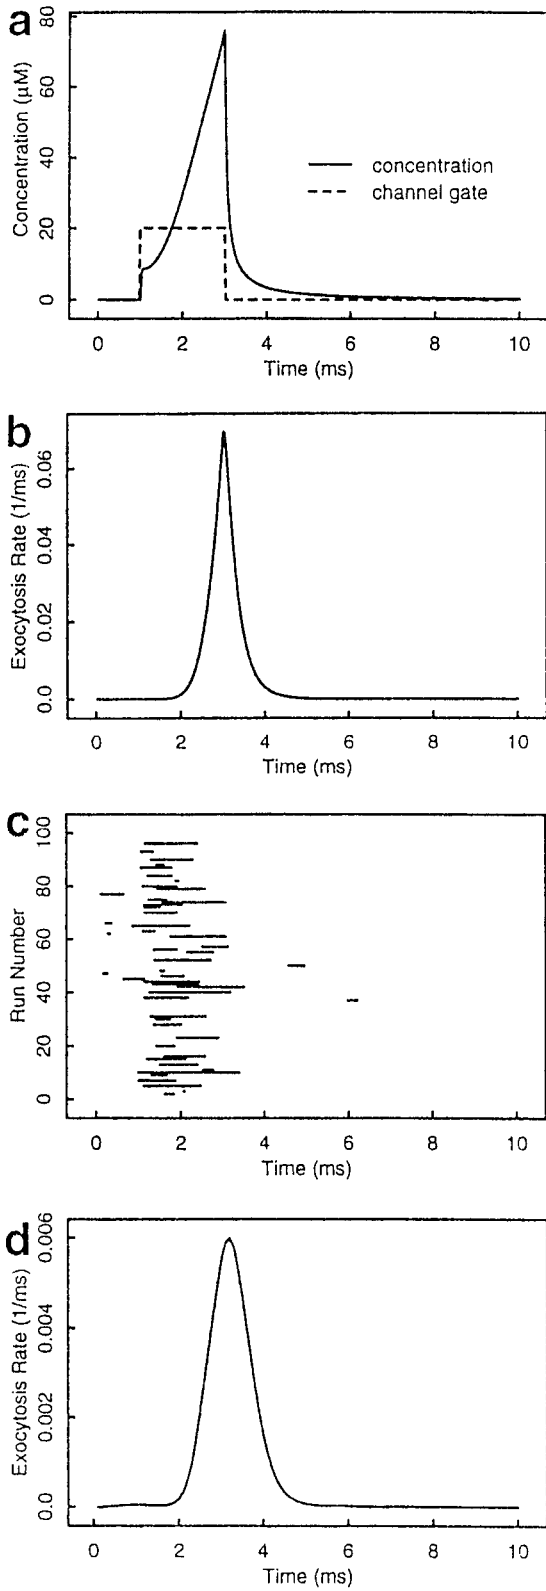 a
80
60
40
20
0
Concentration (µM)
concentration
channel gate
0 2 4 6 8 10
Time (ms)
b
0.06
0.04
0.02
0.0
Exocytosis Rate (1/ms)
0 2 4 6 8 10
Time (ms)
c
100
80
60
40
20
0
Run Number
0 2 4 6 8 10
Time (ms)
d
0.006
0.004
0.002
0.0
Exocytosis Rate (1/ms)
0 2 4 6 8 10
Time (ms)